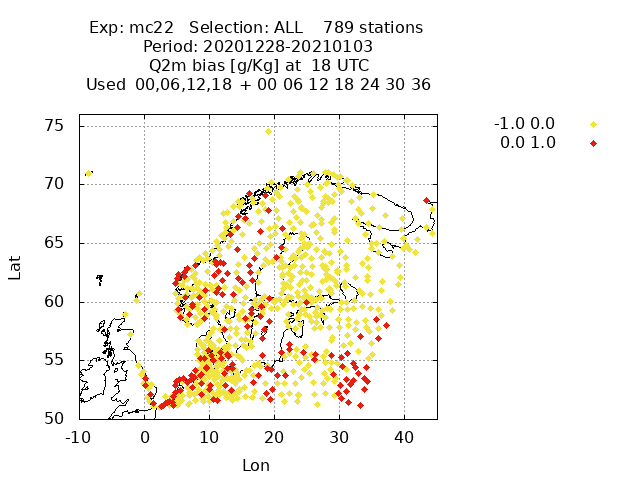 Exp: mc22 Selection: ALL 789 stations
Period: 20201228-20210103
Q2m bias [g/Kg] at 18 UTC
Used 00,06,12,18 + 00 06 12 18 24 30 36
-1.0 0.0
0.0 1.0
75
70
65
60
55
50
Lat
-10 0 10 20 30 40
Lon